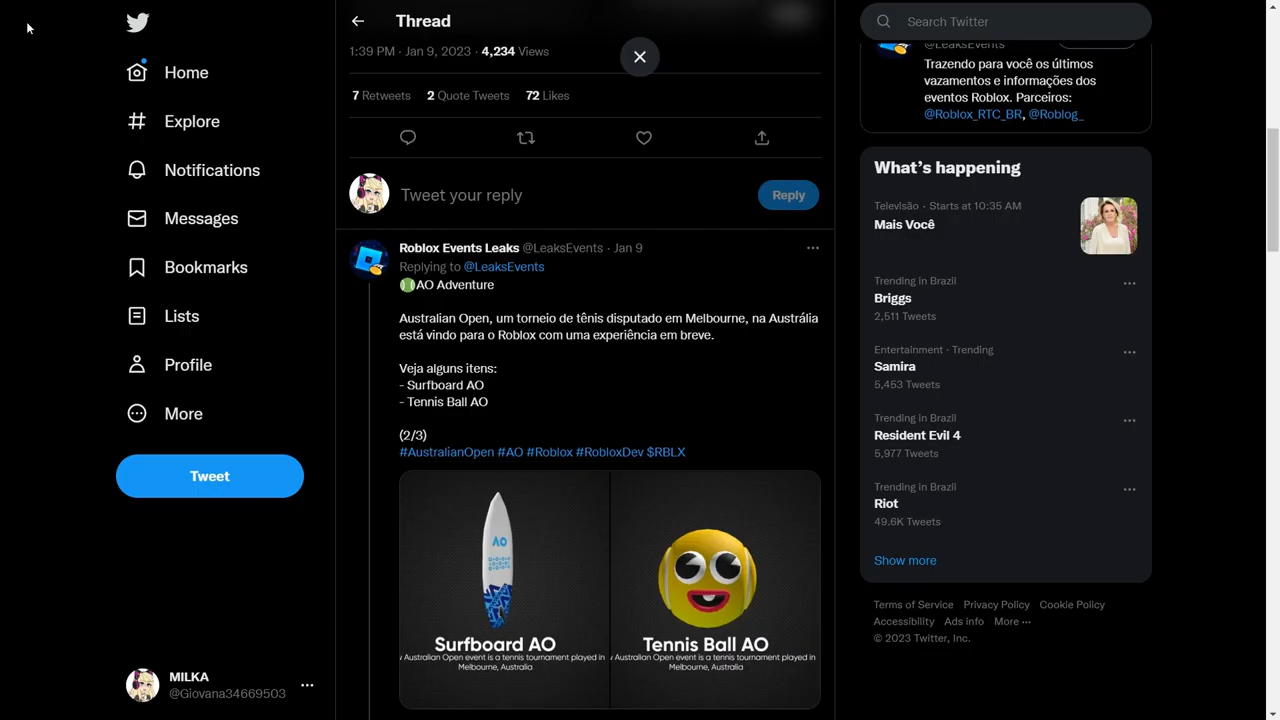 Thread
1:39 PM · Jan 9, 2023 · 4,234 Views
7 Retweets 2 Quote Tweets 72 Likes
Tweet your reply
Reply
Home
Explore
Notifications
Messages
Bookmarks
Lists
Profile
More
Tweet
MILKA
@Giovana34669503
Roblox Events Leaks @LeaksEvents · Jan 9
Replying to @LeaksEvents
AO Adventure
Australian Open, um torneio de tênis disputado em Melbourne, na Austrália
está vindo para o Roblox com uma experiência em breve.
Veja alguns itens:
- Surfboard AO
- Tennis Ball AO
(2/3)
#AustralianOpen #AO #Roblox #RobloxDev $RBLX
AO
Surfboard AO
Australian Open event is a tennis tournament played in
Melbourne, Australia
Tennis Ball AO
Australian Open event is a tennis tournament played in
Melbourne, Australia
Search Twitter
@LeaksEvents
Trazendo para você os últimos
vazamentos e informações dos
eventos Roblox. Parceiros:
@Roblox_RTC_BR, @Roblog_
What's happening
Televisão · Starts at 10:35 AM
Mais Você
Trending in Brazil
Briggs
2,511 Tweets
Entertainment · Trending
Samira
5,453 Tweets
Trending in Brazil
Resident Evil 4
5,977 Tweets
Trending in Brazil
Riot
49.6K Tweets
Show more
Terms of Service Privacy Policy Cookie Policy
Accessibility Ads info More ···
© 2023 Twitter, Inc.